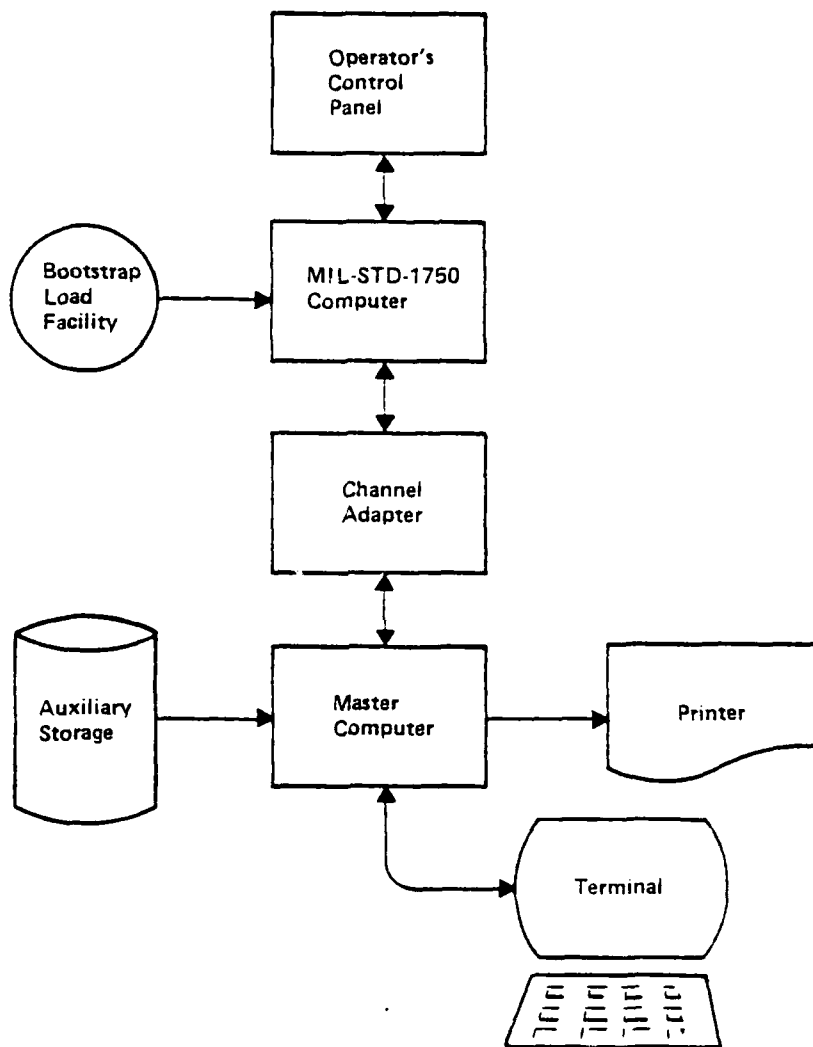 Operator's
Control
Panel
Bootstrap
Load
Facility
MIL-STD-1750
Computer
Channel
Adapter
Auxiliary
Storage
Master
Computer
Printer
Terminal